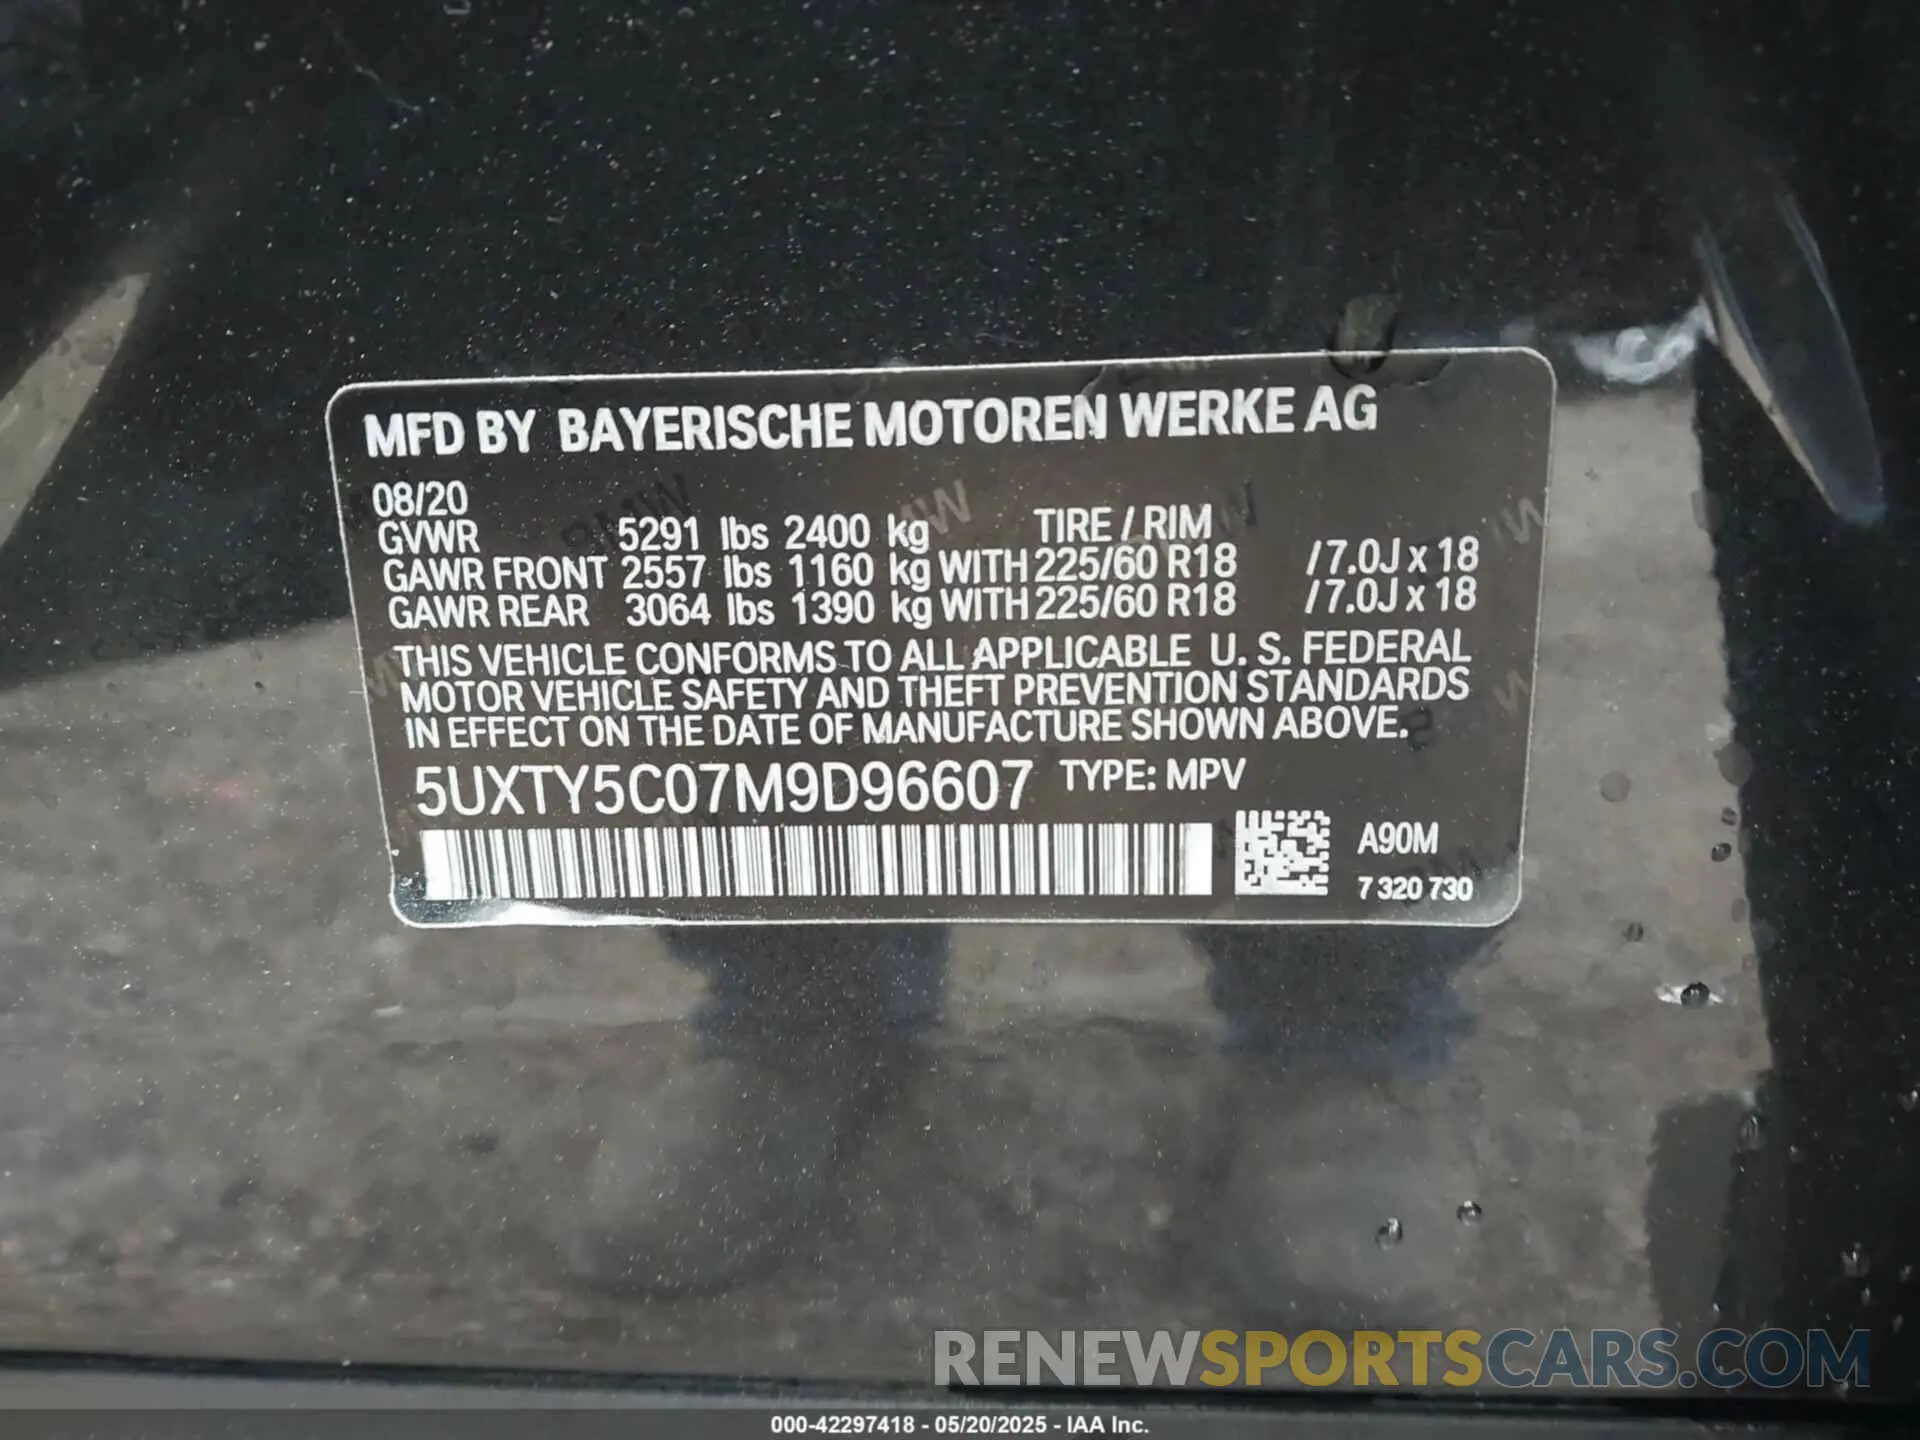 MFD BY BAYERISCHE MOTOREN WERKE AG
08/20
GVWR 5291 lbs 2400 kg TIRE / RIM
GAWR FRONT 2557 lbs 1160 kg WITH 225/60 R18 /7.0J x 18
GAWR REAR 3064 lbs 1390 kg WITH 225/60 R18 /7.0J x 18
THIS VEHICLE CONFORMS TO ALL APPLICABLE U. S. FEDERAL
MOTOR VEHICLE SAFETY AND THEFT PREVENTION STANDARDS
IN EFFECT ON THE DATE OF MANUFACTURE SHOWN ABOVE.
5UXTY5C07M9D96607 TYPE: MPV
A90M
7 320 730
RENEWSPORTSCARS.COM
000-42297418 - 05/20/2025 - IAA Inc.